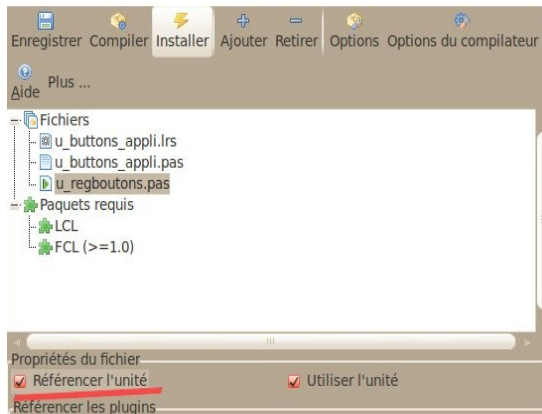 Enregistrer Compiler Installer Ajouter Retirer Options Options du compilateur
Aide Plus ...
Fichiers
u_buttons_appli.lrs
u_buttons_appli.pas
u_regboutons.pas
Paquets requis
LCL
FCL (>=1.0)
Propriétés du fichier
Référencer l'unité Utiliser l'unité
Référencer les plugins